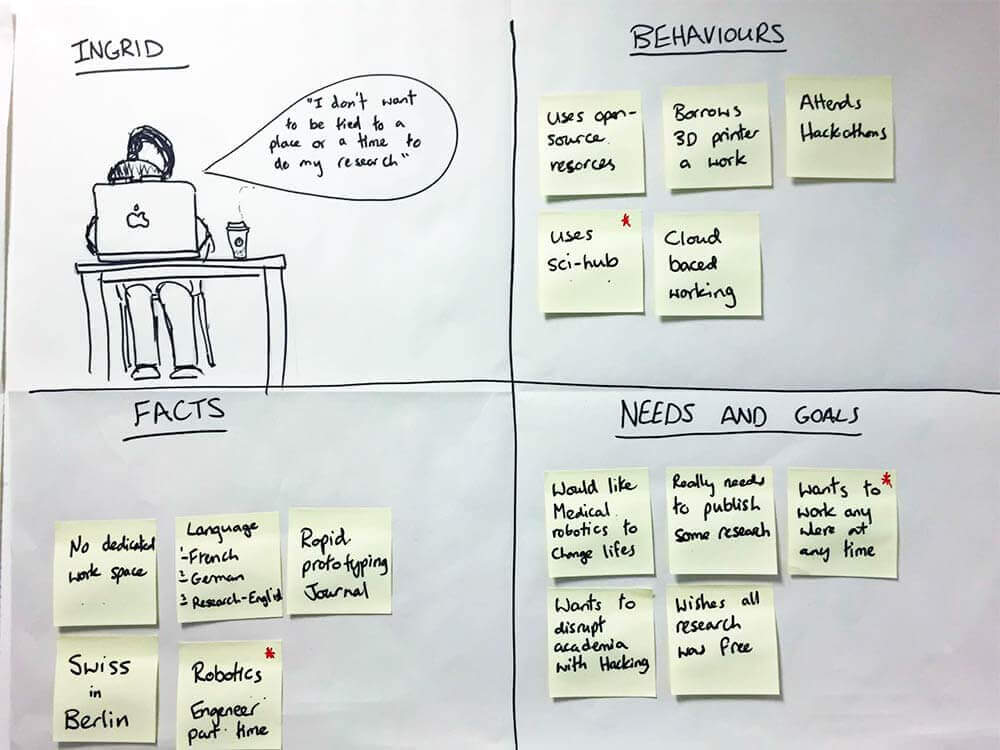 INGRID
"I don't want
to be tied to a
place or a time to
do my research"
BEHAVIOURS
Uses open-
source
resorces
Borrows
3D printer
a work
Attends
Hackathons
Uses *
sci-hub
Cloud
baced
working
FACTS
No dedicated
work space
Language
1-French
2-German
3-Research-English
Rapid
prototyping
Journal
Swiss
in
Berlin
*
Robotics
Engeneer
part time
NEEDS AND GOALS
Would like
Medical
robotics to
change lifes
Really needs
to publish
some research
Wants to *
work any
where at
any time
Wants to
disrupt
academia
with Hacking
Wishes all
research
was free